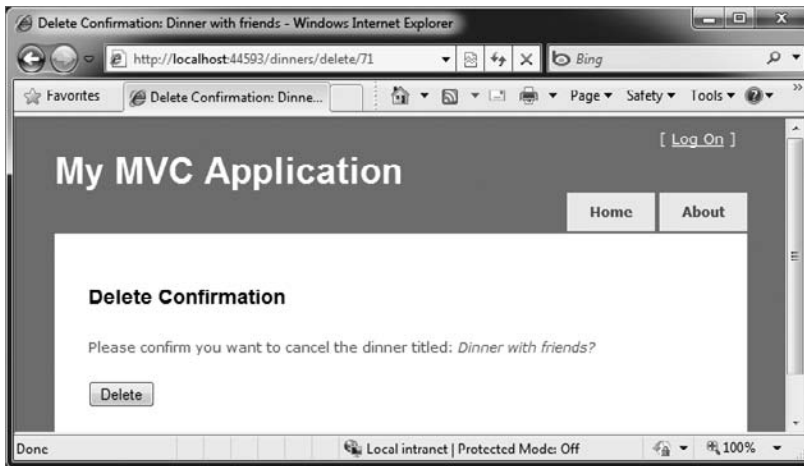 Delete Confirmation: Dinner with friends - Windows Internet Explorer
http://localhost:44593/dinners/delete/71
Bing
Favorites
Delete Confirmation: Dinne...
Page
Safety
Tools
[ Log On ]
My MVC Application
Home
About
Delete Confirmation
Please confirm you want to cancel the dinner titled: Dinner with friends?
Delete
Done
Local intranet | Protected Mode: Off
100%